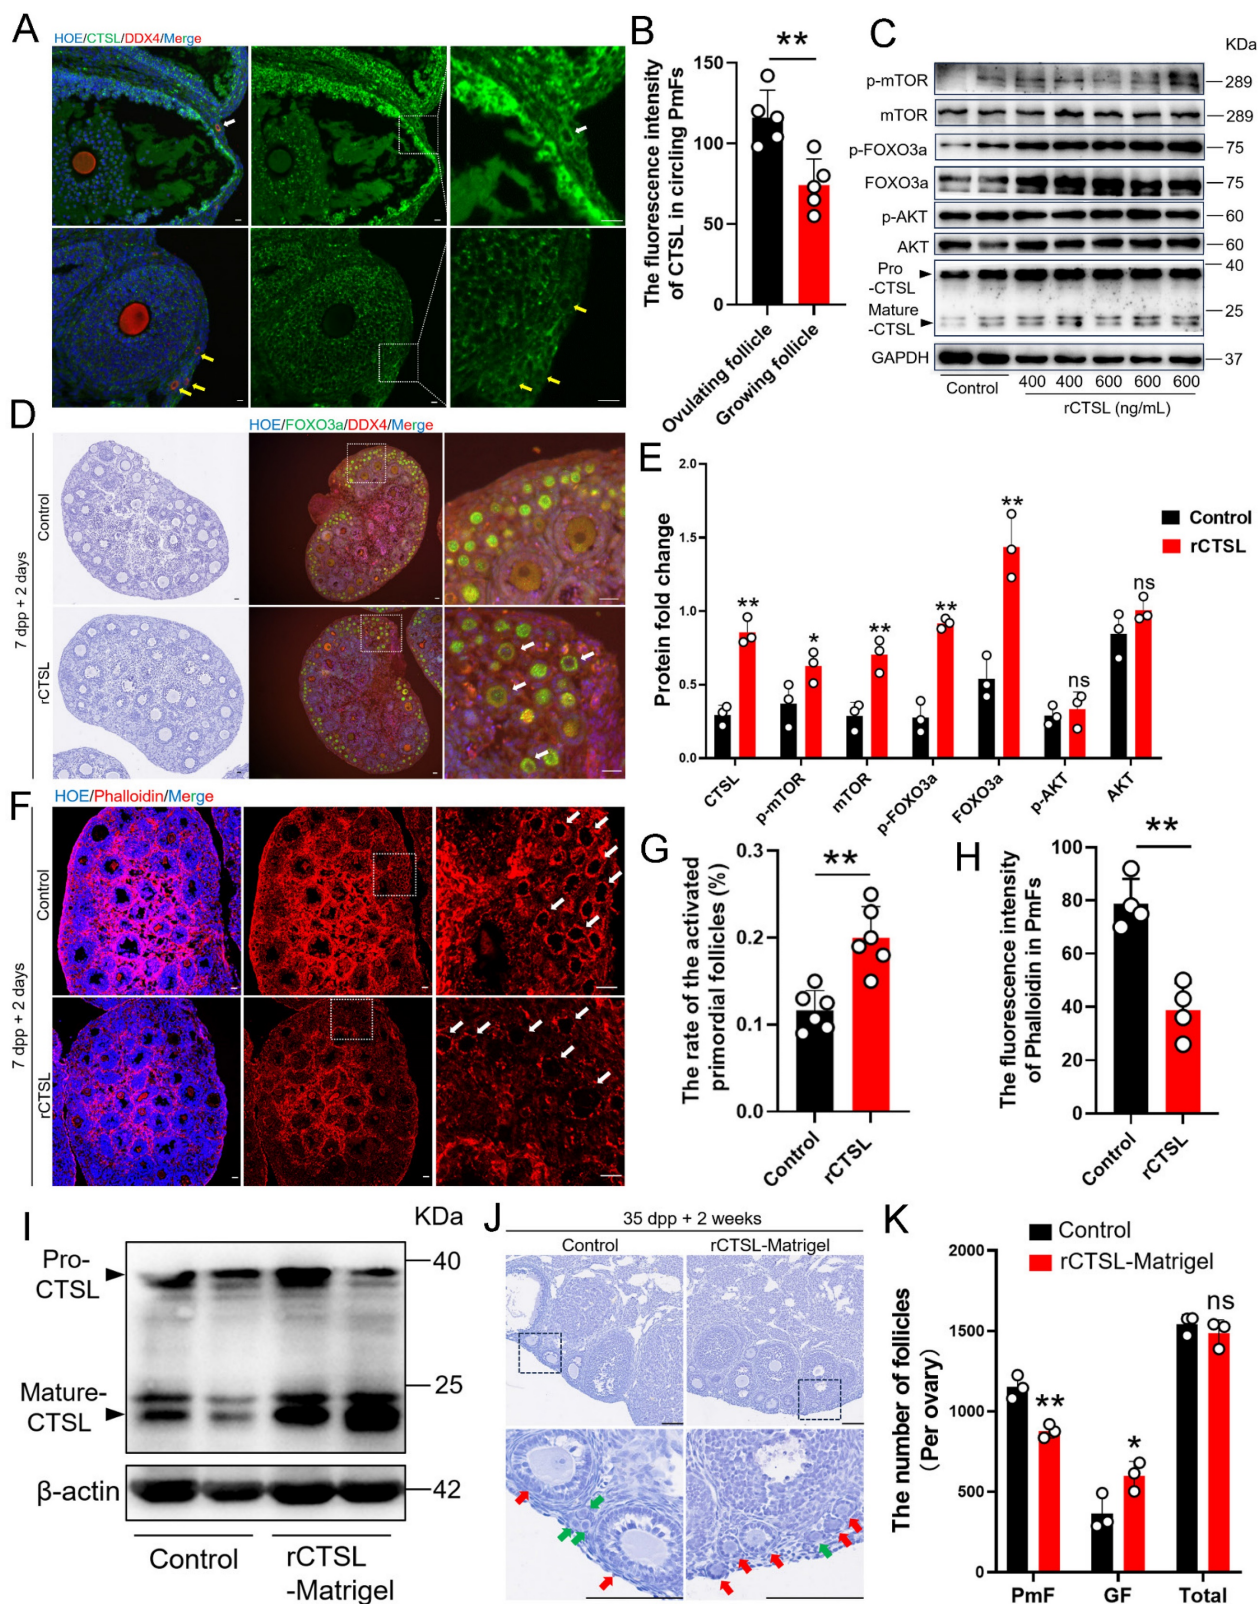 A
HOE/CTSL/DDX4/Merge
B
**
The fluorescence intensity
of CTSL in circling PmFs
150
100
50
0
Ovulating follicle
Growing follicle
C
KDa
p-mTOR
289
mTOR
289
p-FOXO3a
75
FOXO3a
75
p-AKT
60
AKT
60
Pro
-CTSL
40
Mature
-CTSL
25
GAPDH
37
Control
400 400 600 600 600
rCTSL (ng/mL)
D
HOE/FOXO3a/DDX4/Merge
7 dpp + 2 days
Control
rCTSL
E
Protein fold change
2.0
1.5
1.0
0.5
0.0
** * ** ** ** ns ns
Control
rCTSL
CTSL
p-mTOR
mTOR
p-FOXO3a
FOXO3a
p-AKT
AKT
F
HOE/Phalloidin/Merge
7 dpp + 2 days
Control
rCTSL
G
The rate of the activated
primordial follicles (%)
0.3
0.2
0.1
0.0
**
Control
rCTSL
H
The fluorescence intensity
of Phalloidin in PmFs
100
80
60
40
20
0
**
Control
rCTSL
I
KDa
Pro-
CTSL
40
Mature-
CTSL
25
β-actin
42
Control
rCTSL
-Matrigel
J
35 dpp + 2 weeks
Control
rCTSL-Matrigel
K
Control
rCTSL-Matrigel
The number of follicles
(Per ovary)
2000
1500
1000
500
0
** * ns
PmF GF Total